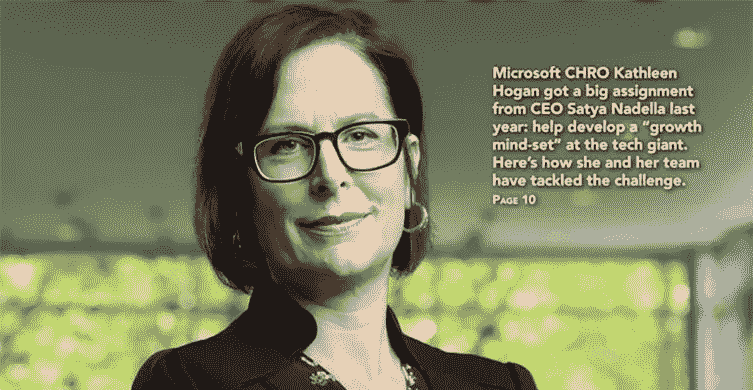 Microsoft CHRO Kathleen
Hogan got a big assignment
from CEO Satya Nadella last
year: help develop a “growth
mind-set” at the tech giant.
Here’s how she and her team
have tackled the challenge.
PAGE 10